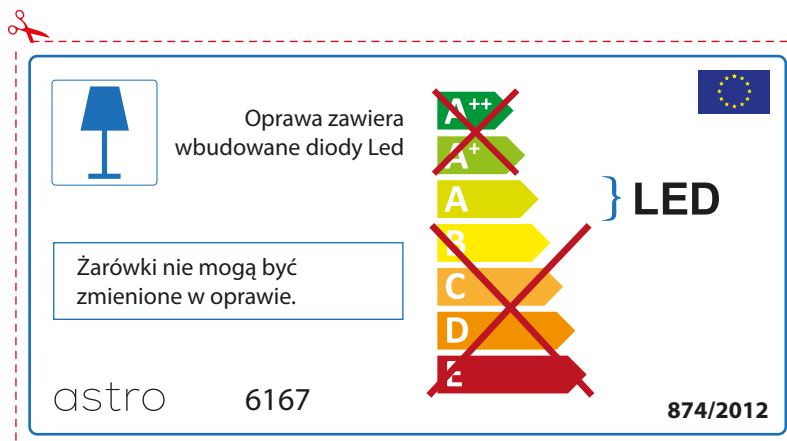 Oprawa zawiera
wbudowane diody Led
A++
A+
A
B
C
D
E
LED
Żarówki nie mogą być
zmienione w oprawie.
astro
6167
874/2012